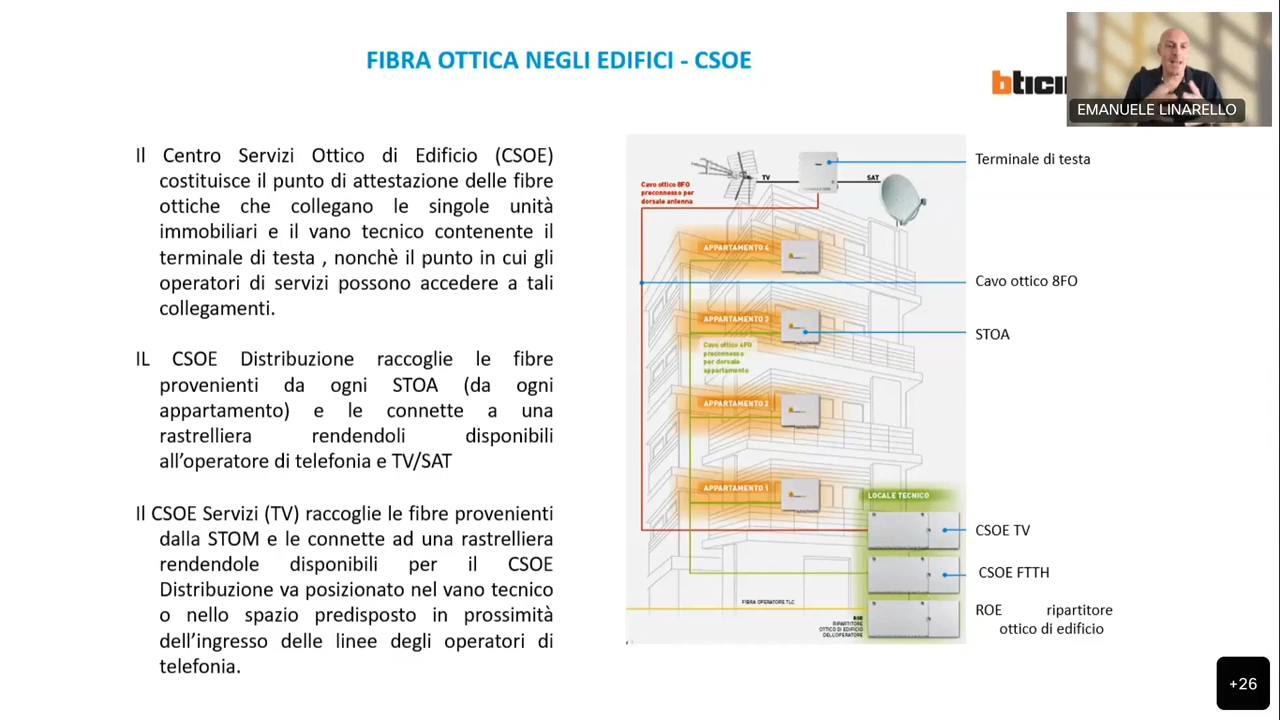 FIBRA OTTICA NEGLI EDIFICI - CSOE
btici
EMANUELE LINARELLO
Il Centro Servizi Ottico di Edificio (CSOE)
costituisce il punto di attestazione delle fibre
ottiche che collegano le singole unità
immobiliari e il vano tecnico contenente il
terminale di testa , nonchè il punto in cui gli
operatori di servizi possono accedere a tali
collegamenti.
IL CSOE Distribuzione raccoglie le fibre
provenienti da ogni STOA (da ogni
appartamento) e le connette a una
rastrelliera rendendoli disponibili
all’operatore di telefonia e TV/SAT
Il CSOE Servizi (TV) raccoglie le fibre provenienti
dalla STOM e le connette ad una rastrelliera
rendendole disponibili per il CSOE
Distribuzione va posizionato nel vano tecnico
o nello spazio predisposto in prossimità
dell’ingresso delle linee degli operatori di
telefonia.
Cavo ottico 8FO
preconnesso per
dorsale antenna
TV
SAT
Terminale di testa
APPARTAMENTO 4
Cavo ottico 8FO
APPARTAMENTO 3
STOA
Cavo ottico 4FO
preconnesso
per dorsale
appartamento
APPARTAMENTO 2
APPARTAMENTO 1
LOCALE TECNICO
CSOE TV
CSOE FTTH
FIBRA OPERATORE TLC
ROE
RIPARTITORE
OTTICO DI EDIFICIO
DELL'OPERATORE
ROE ripartitore
ottico di edificio
+26